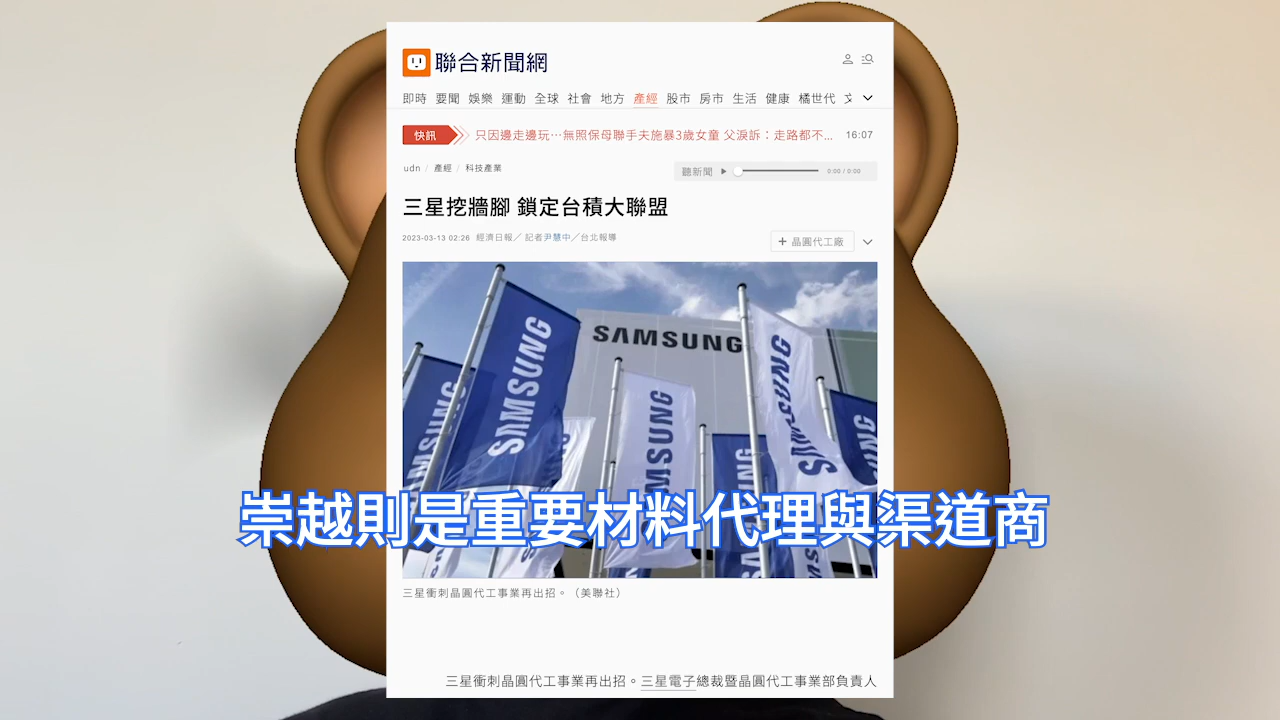 聯合新聞網
即時 要聞 娛樂 運動 全球 社會 地方 產經 股市 房市 生活 健康 橘世代
快訊 只因邊走邊玩…無照保母聯手夫施暴3歲女童 父淚訴：走路都不... 16:07
udn / 產經 / 科技產業
聽新聞 0:00 / 0:00
三星挖牆腳 鎖定台積大聯盟
2023-03-13 02:26 經濟日報／ 記者尹慧中／台北報導
+ 晶圓代工廠
SAMSUNG
SAMSUNG
SAMSUNG
SAMSUNG
SAMSUNG
SAMSUNG
SAMSUNG
崇越則是重要材料代理與渠道商
三星衝刺晶圓代工事業再出招。（美聯社）
三星衝刺晶圓代工事業再出招。三星電子總裁暨晶圓代工事業部負責人